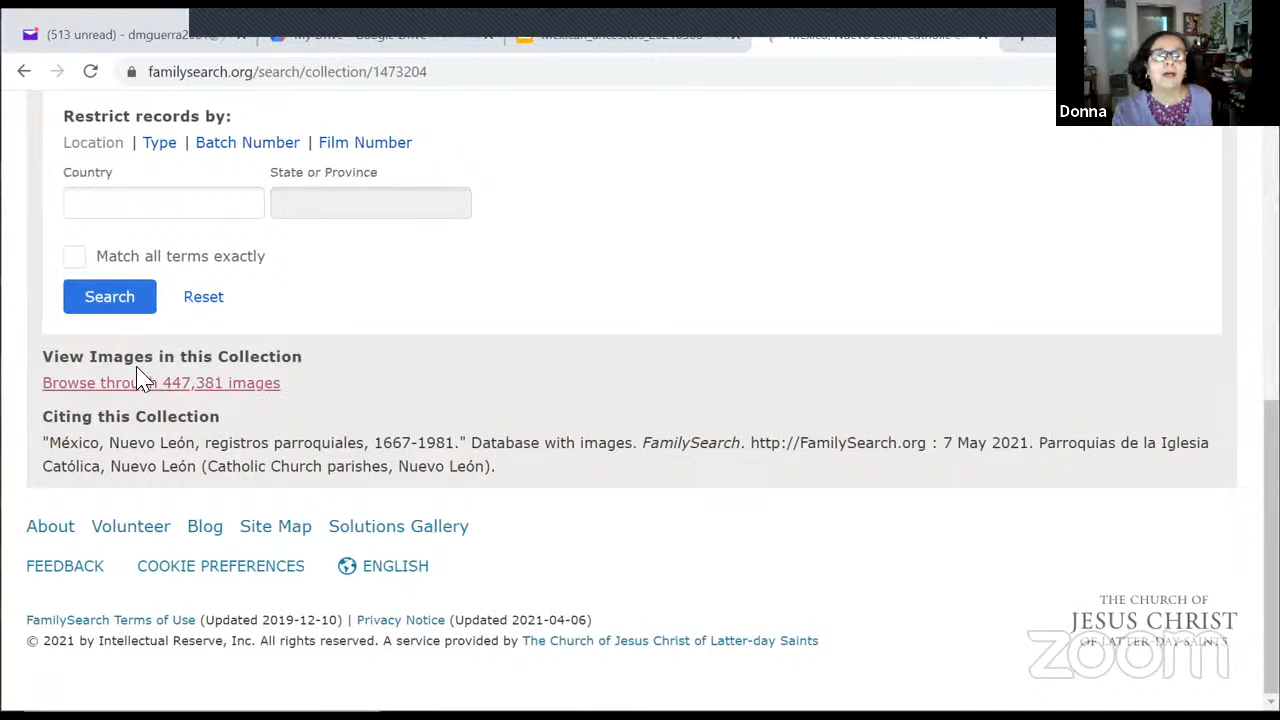 (513 unread) - dmguerra2
Donna
familysearch.org/search/collection/1473204
Restrict records by:
Location | Type | Batch Number | Film Number
Country State or Province
Match all terms exactly
Search Reset
View Images in this Collection
Browse through 447,381 images
Citing this Collection
"México, Nuevo León, registros parroquiales, 1667-1981." Database with images. FamilySearch. http://FamilySearch.org : 7 May 2021. Parroquias de la Iglesia
Católica, Nuevo León (Catholic Church parishes, Nuevo León).
About Volunteer Blog Site Map Solutions Gallery
FEEDBACK COOKIE PREFERENCES ENGLISH
THE CHURCH OF
JESUS CHRIST
OF LATTER-DAY SAINTS
FamilySearch Terms of Use (Updated 2019-12-10) | Privacy Notice (Updated 2021-04-06)
© 2021 by Intellectual Reserve, Inc. All rights reserved. A service provided by The Church of Jesus Christ of Latter-day Saints
zoom